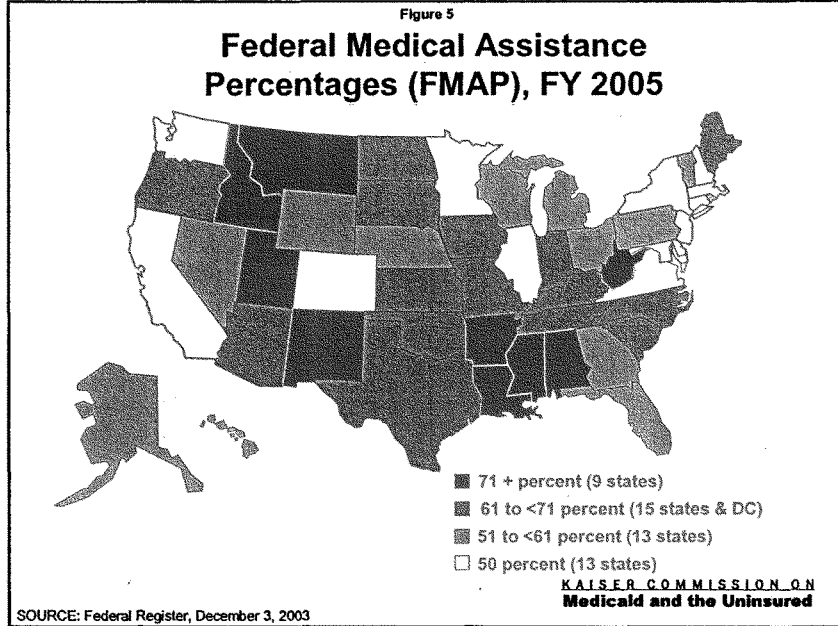 Figure 5
Federal Medical Assistance
Percentages (FMAP), FY 2005
71 + percent (9 states)
61 to <71 percent (15 states & DC)
51 to <61 percent (13 states)
50 percent (13 states)
KAISER COMMISSION ON
Medicaid and the Uninsured
SOURCE: Federal Register, December 3, 2003